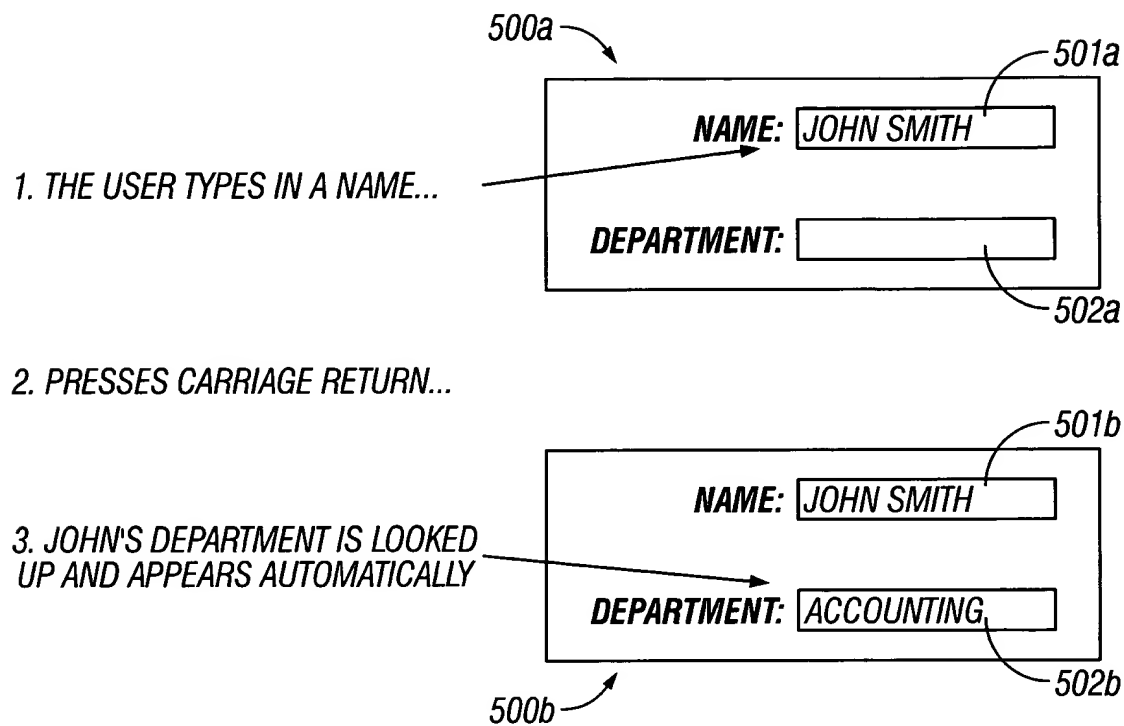 500a
501a
NAME: JOHN SMITH
1. THE USER TYPES IN A NAME...
DEPARTMENT:
502a
2. PRESSES CARRIAGE RETURN...
501b
NAME: JOHN SMITH
3. JOHN'S DEPARTMENT IS LOOKED
UP AND APPEARS AUTOMATICALLY
DEPARTMENT: ACCOUNTING
502b
500b